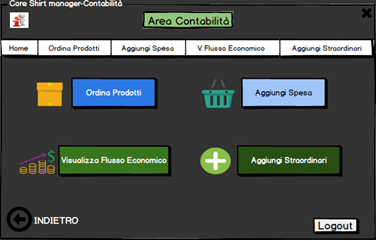 Core Shirt manager-Contabilità
Area Contabilità
Home Ordina Prodotti Aggiungi Spesa V. Flusso Economico Aggiungi Straordinari
Ordina Prodotti Aggiungi Spesa
Visualizza Flusso Economico Aggiungi Straordinari
INDIETRO
Logout